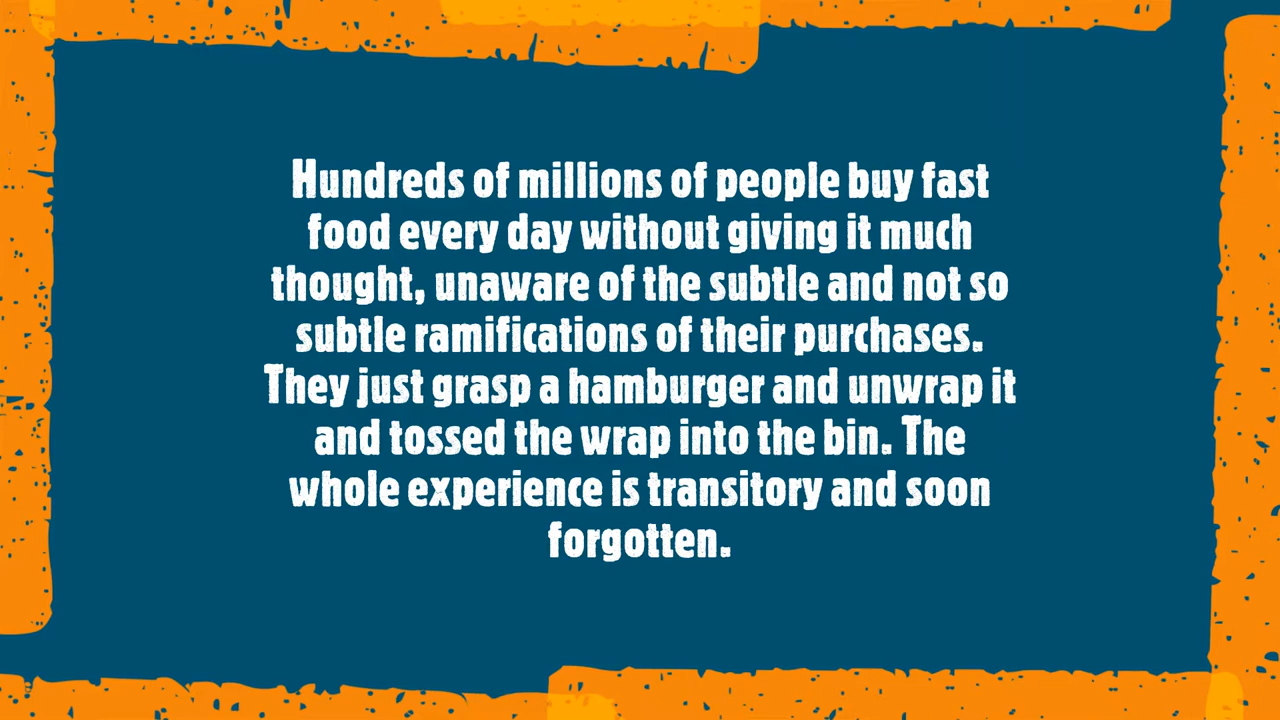 Hundreds of millions of people buy fast
food every day without giving it much
thought, unaware of the subtle and not so
subtle ramifications of their purchases.
They just grasp a hamburger and unwrap it
and tossed the wrap into the bin. The
whole experience is transitory and soon
forgotten.